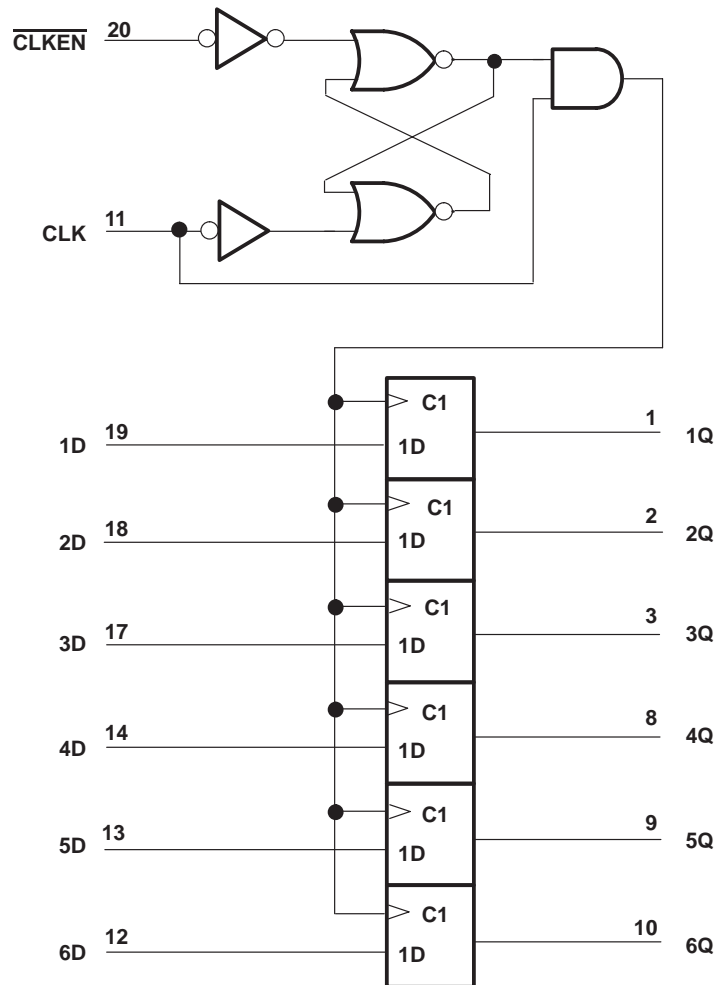 CLKEN 20
CLK 11
C1
1D 19 1D 1 1Q
C1
2D 18 1D 2 2Q
C1
3D 17 1D 3 3Q
C1
4D 14 1D 8 4Q
C1
5D 13 1D 9 5Q
C1
6D 12 1D 10 6Q